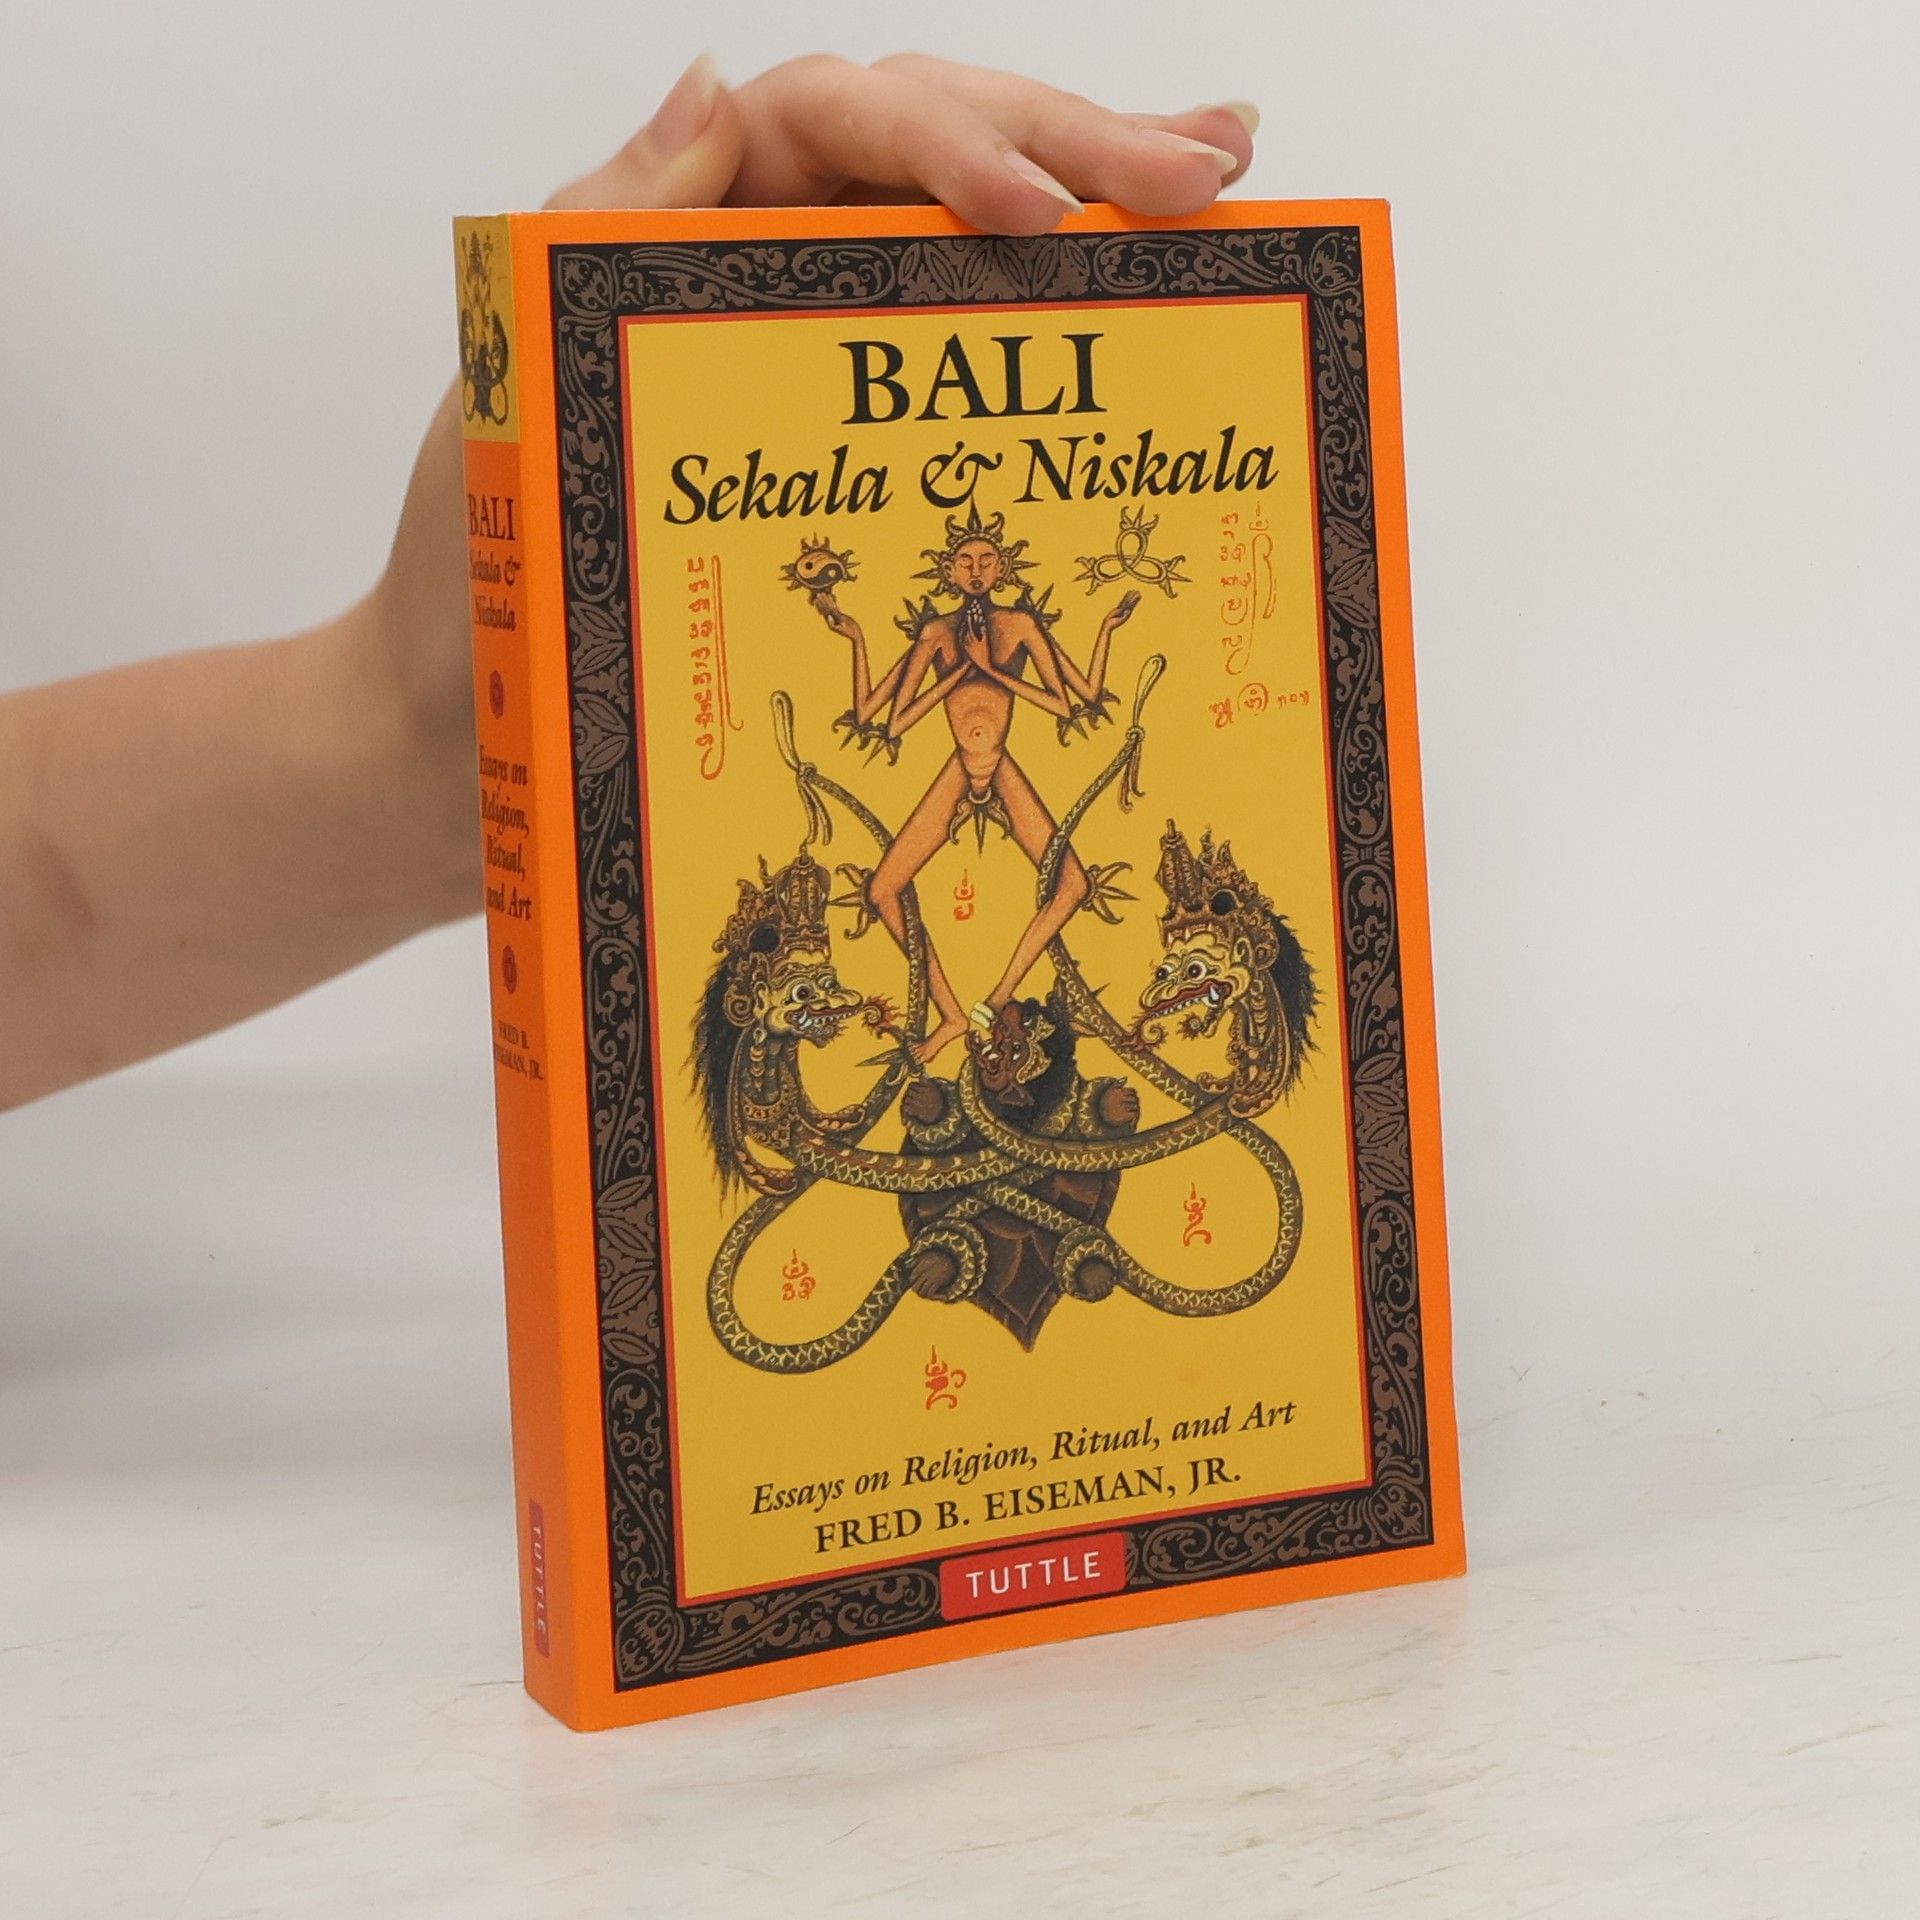 BALI
Sekala & Niskala
Essays on Religion, Ritual, and Art
FRED B. EISEMAN, JR.
TUTTLE
BALI
Sekala &
Niskala
Essays on
Religion,
Ritual,
and Art
FRED B.
EISEMAN, JR.
TUTTLE